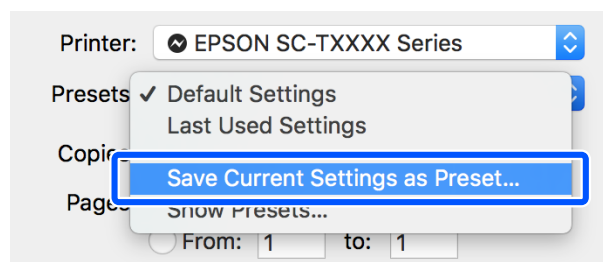 Printer: EPSON SC-TXXXX Series
Presets ✓ Default Settings
Last Used Settings
Copies
Save Current Settings as Preset...
Pages Show Presets...
From: 1 to: 1